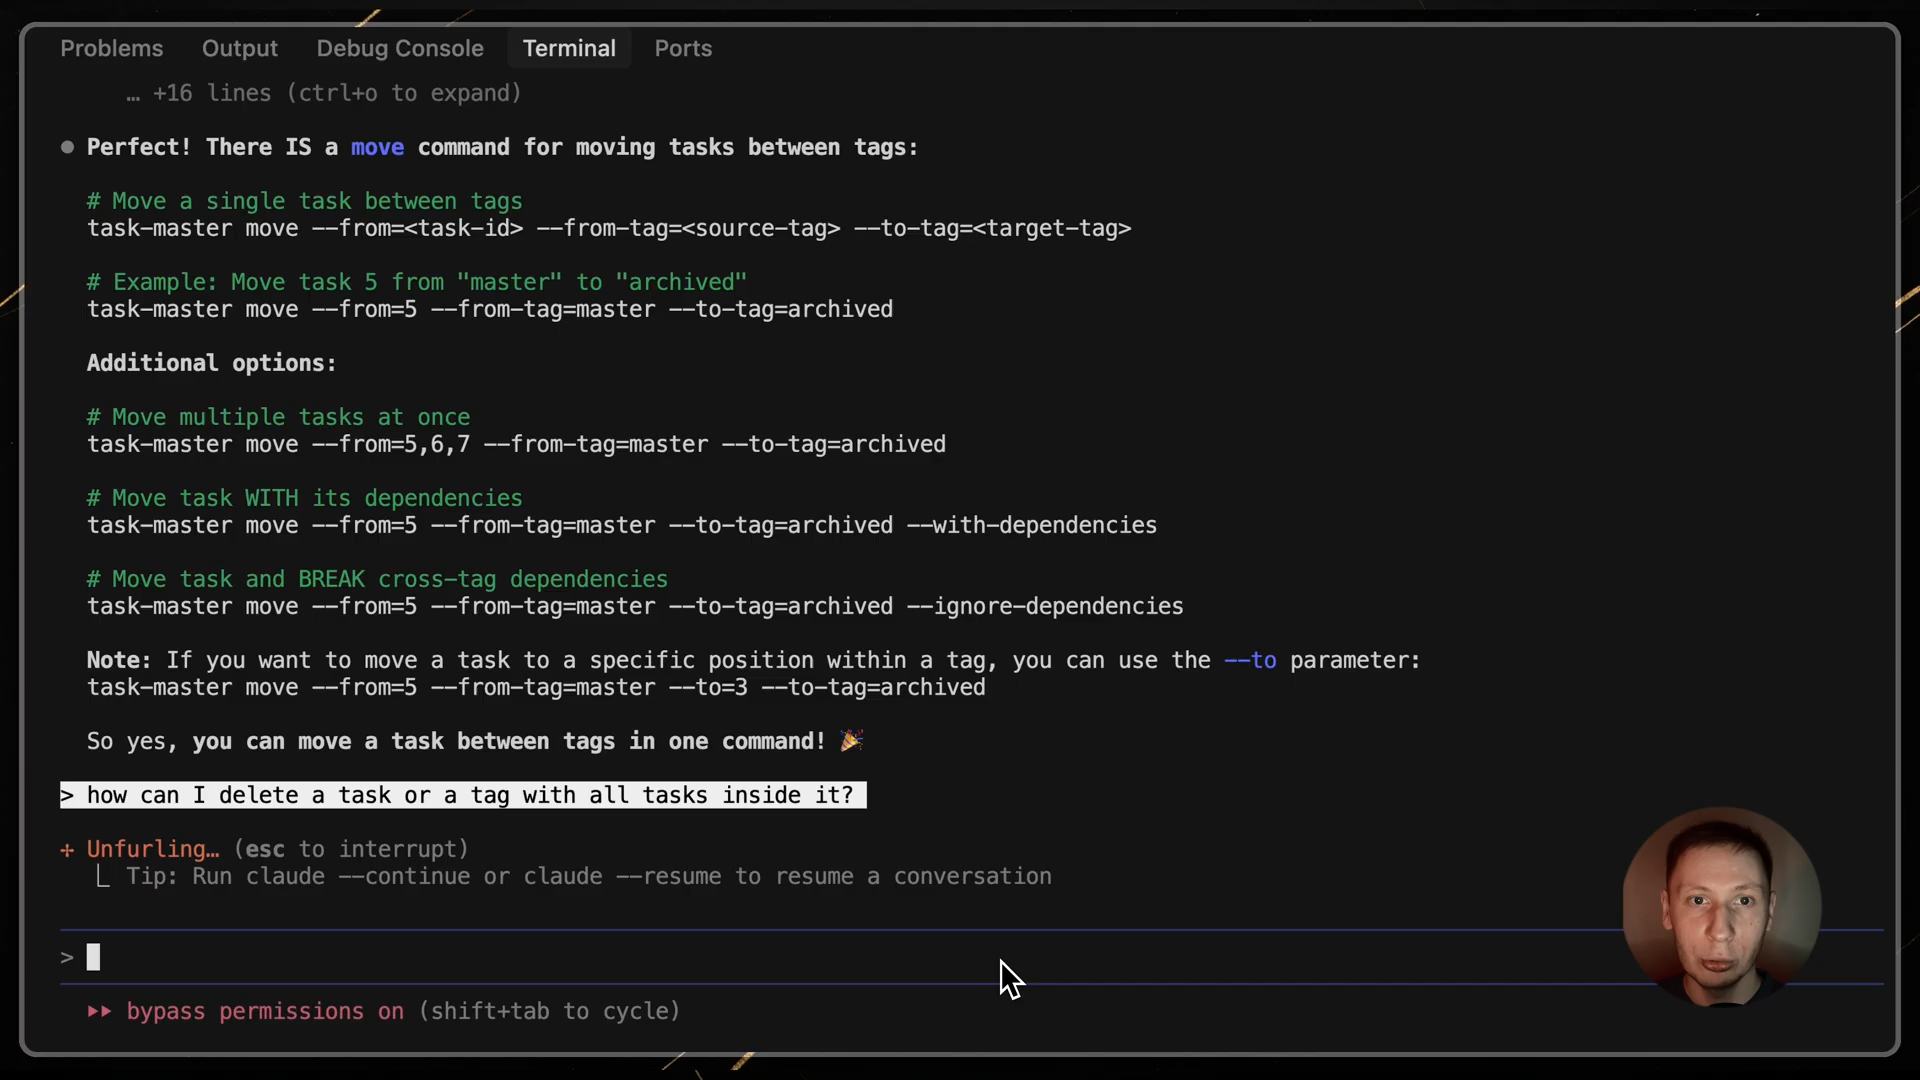 Problems Output Debug Console Terminal Ports
… +16 lines (ctrl+o to expand)
● Perfect! There IS a move command for moving tasks between tags:
# Move a single task between tags
task-master move --from=<task-id> --from-tag=<source-tag> --to-tag=<target-tag>
# Example: Move task 5 from "master" to "archived"
task-master move --from=5 --from-tag=master --to-tag=archived
Additional options:
# Move multiple tasks at once
task-master move --from=5,6,7 --from-tag=master --to-tag=archived
# Move task WITH its dependencies
task-master move --from=5 --from-tag=master --to-tag=archived --with-dependencies
# Move task and BREAK cross-tag dependencies
task-master move --from=5 --from-tag=master --to-tag=archived --ignore-dependencies
Note: If you want to move a task to a specific position within a tag, you can use the --to parameter:
task-master move --from=5 --from-tag=master --to=3 --to-tag=archived
So yes, you can move a task between tags in one command! 🎉
> how can I delete a task or a tag with all tasks inside it?
✢ Unfurling… (esc to interrupt)
⎿ Tip: Run claude --continue or claude --resume to resume a conversation
>
⏵⏵ bypass permissions on (shift+tab to cycle)